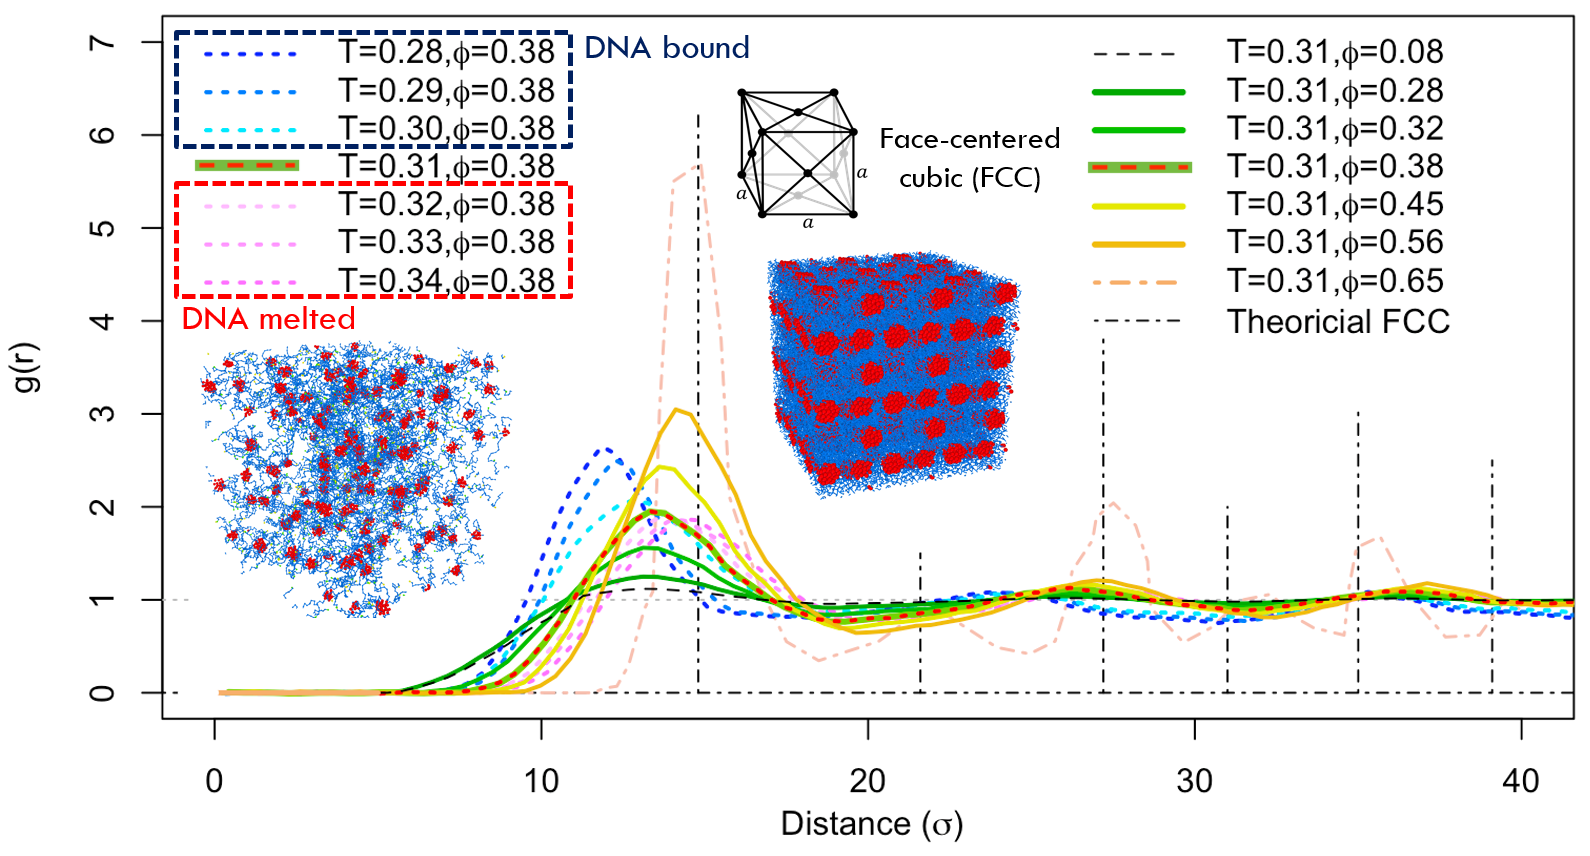 T=0.28,ϕ=0.38
T=0.29,ϕ=0.38
T=0.30,ϕ=0.38
T=0.31,ϕ=0.38
T=0.32,ϕ=0.38
T=0.33,ϕ=0.38
T=0.34,ϕ=0.38
DNA bound
DNA melted
Face-centered
cubic (FCC)
a
a
a
T=0.31,ϕ=0.08
T=0.31,ϕ=0.28
T=0.31,ϕ=0.32
T=0.31,ϕ=0.38
T=0.31,ϕ=0.45
T=0.31,ϕ=0.56
T=0.31,ϕ=0.65
Theoricial FCC
g(r)
7
6
5
4
3
2
1
0
0
10
20
30
40
Distance (σ)